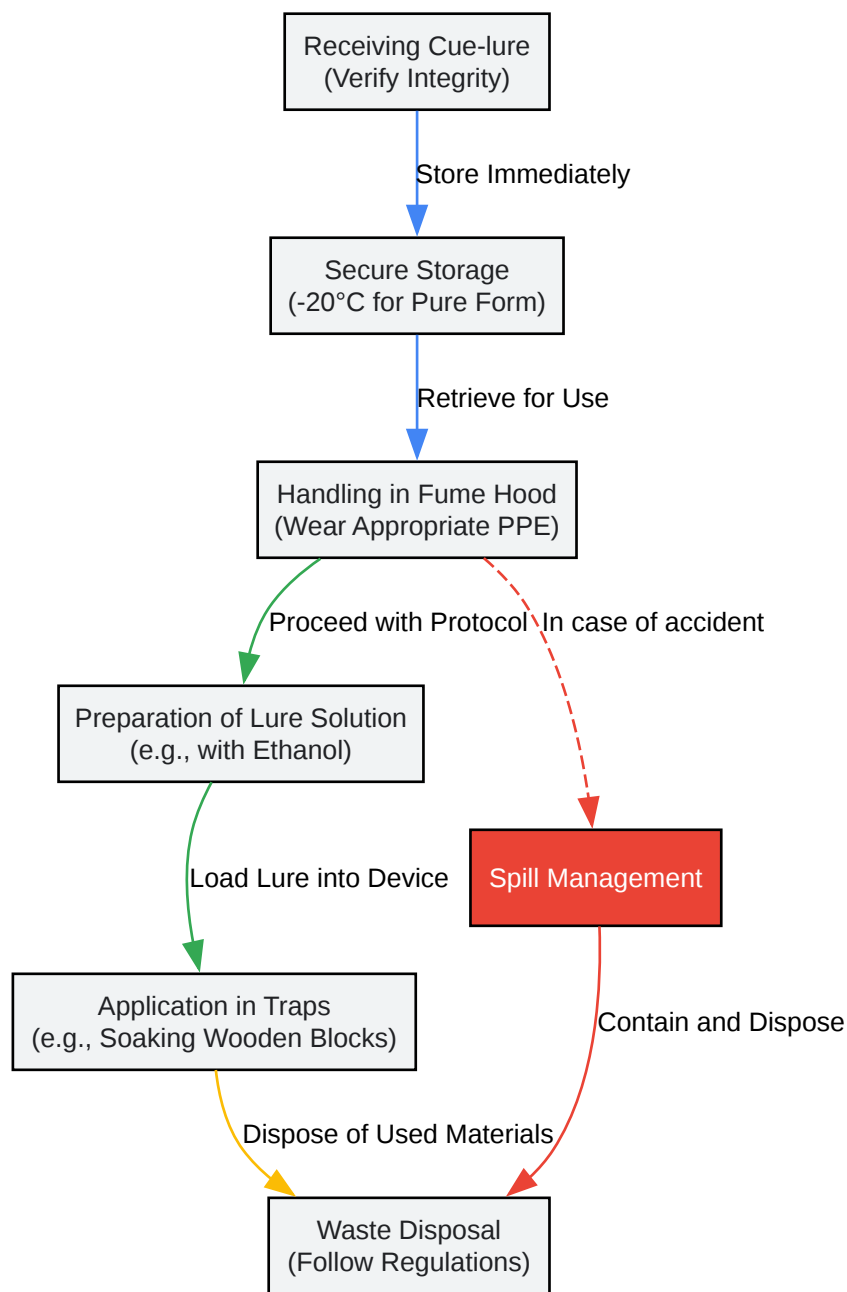 Receiving Cue-lure
(Verify Integrity)
Store Immediately
Secure Storage
(-20°C for Pure Form)
Retrieve for Use
Handling in Fume Hood
(Wear Appropriate PPE)
Proceed with Protocol
In case of accident
Preparation of Lure Solution
(e.g., with Ethanol)
Load Lure into Device
Spill Management
Application in Traps
(e.g., Soaking Wooden Blocks)
Contain and Dispose
Dispose of Used Materials
Waste Disposal
(Follow Regulations)